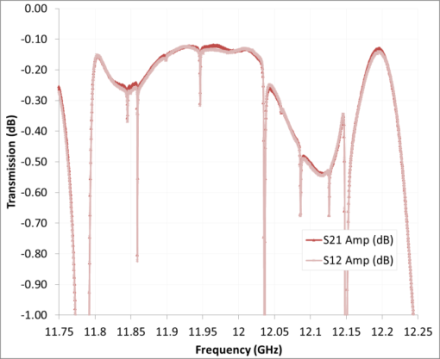 0.00
-0.10
-0.20
-0.30
-0.40
-0.50
-0.60
-0.70
-0.80
-0.90
-1.00
Transmission (dB)
S21 Amp (dB)
S12 Amp (dB)
11.75 11.8 11.85 11.9 11.95 12 12.05 12.1 12.15 12.2 12.25
Frequency (GHz)